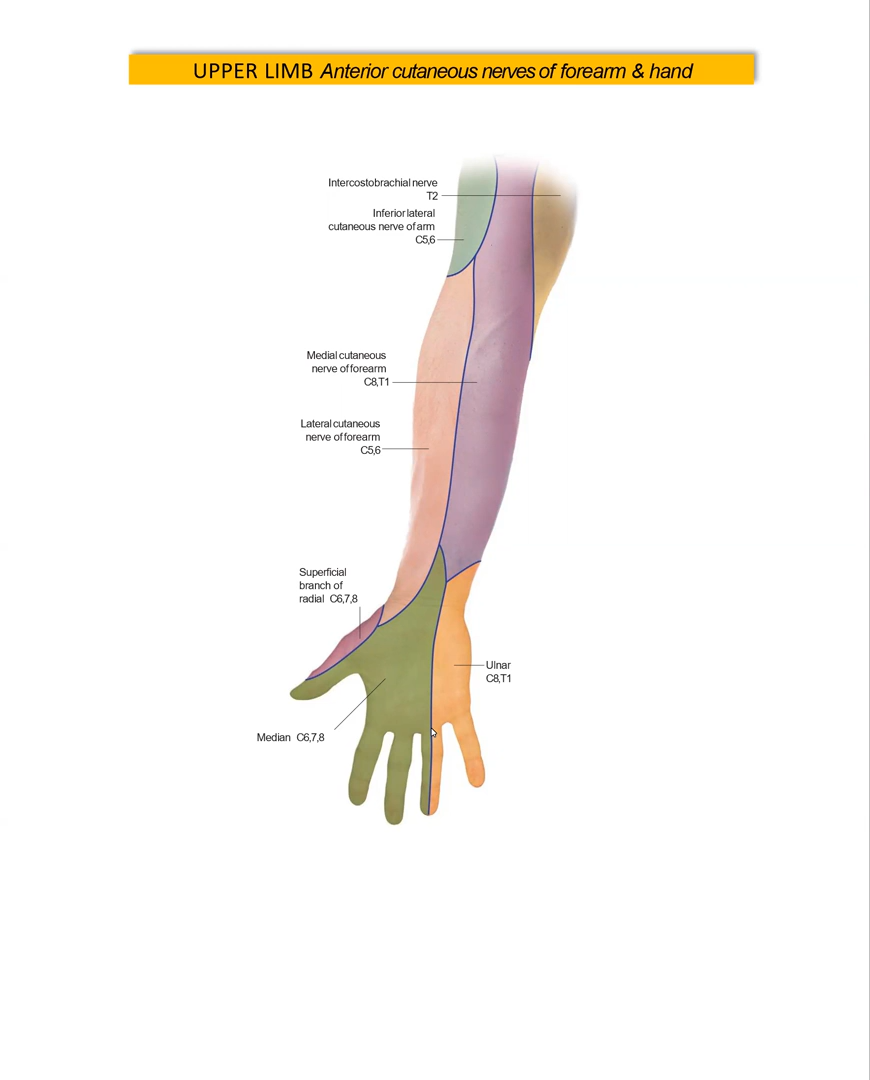 UPPER LIMB Anterior cutaneous nerves of forearm & hand
Intercostobrachial nerve
T2
Inferior lateral
cutaneous nerve of arm
C5,6
Medial cutaneous
nerve of forearm
C8,T1
Lateral cutaneous
nerve of forearm
C5,6
Superficial
branch of
radial C6,7,8
Ulnar
C8,T1
Median C6,7,8